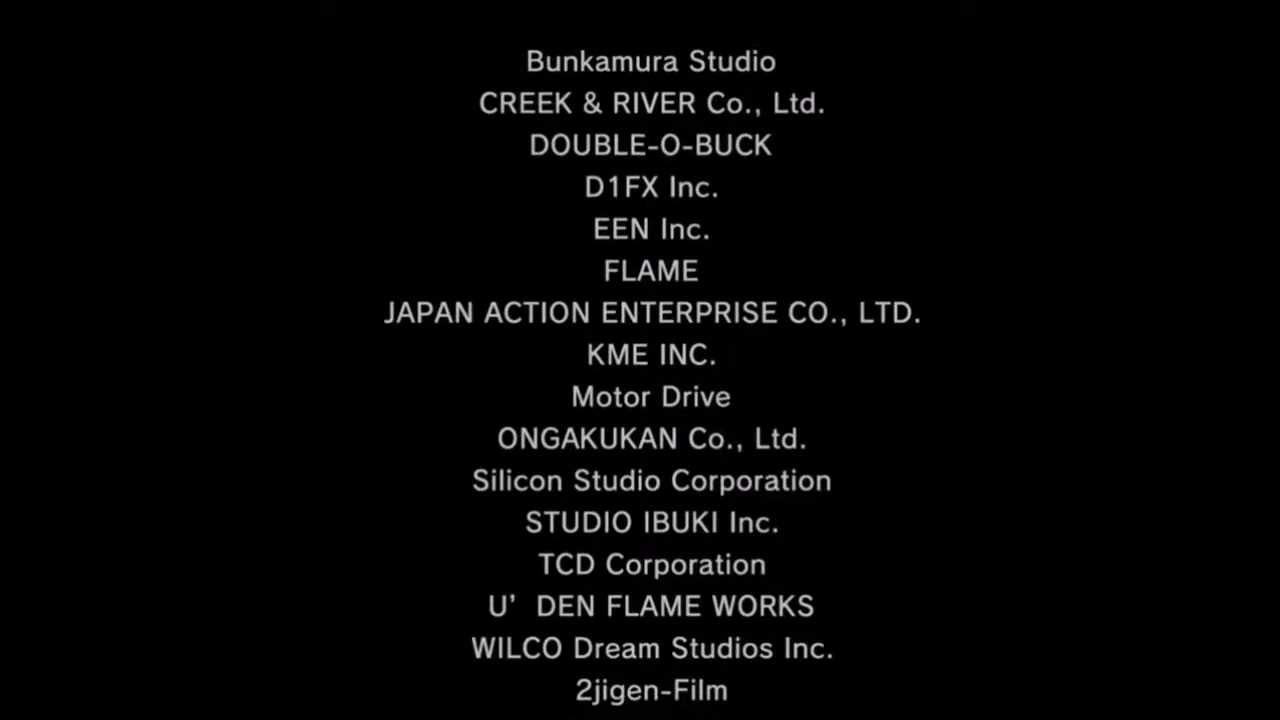 Bunkamura Studio
CREEK & RIVER Co., Ltd.
DOUBLE-O-BUCK
D1FX Inc.
EEN Inc.
FLAME
JAPAN ACTION ENTERPRISE CO., LTD.
KME INC.
Motor Drive
ONGAKUKAN Co., Ltd.
Silicon Studio Corporation
STUDIO IBUKI Inc.
TCD Corporation
U’ DEN FLAME WORKS
WILCO Dream Studios Inc.
2jigen-Film